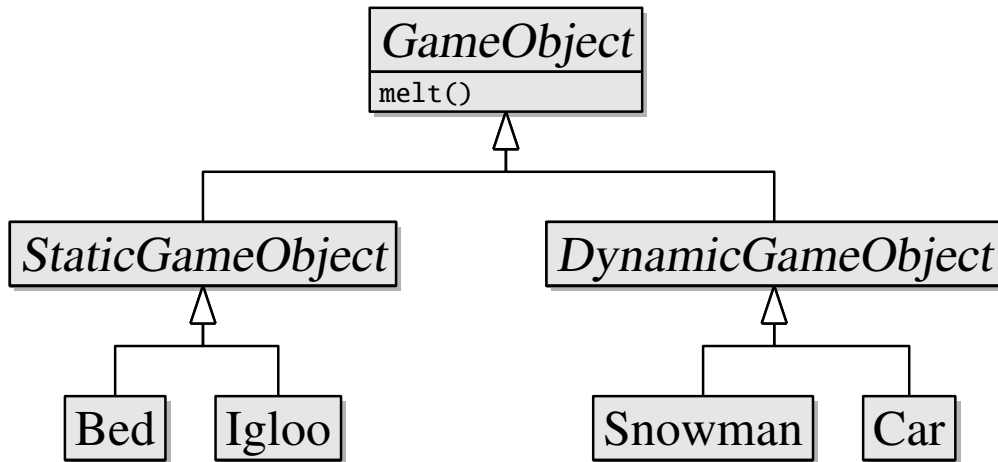 GameObject
melt()
StaticGameObject
DynamicGameObject
Bed
Igloo
Snowman
Car